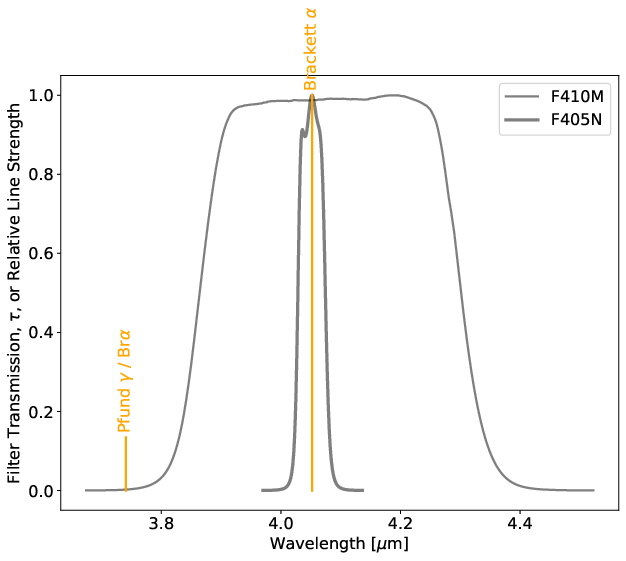 Brackett α
F410M
F405N
Filter Transmission, τ, or Relative Line Strength
1.0
0.8
0.6
0.4
0.2
0.0
Pfund γ / Brα
3.8
4.0
4.2
4.4
Wavelength [μm]